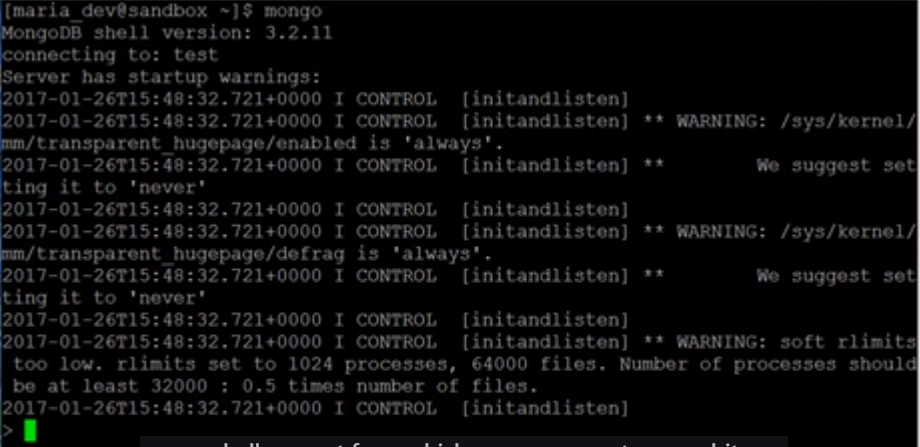 [maria_dev@sandbox ~]$ mongo
MongoDB shell version: 3.2.11
connecting to: test
Server has startup warnings:
2017-01-26T15:48:32.721+0000 I CONTROL  [initandlisten]
2017-01-26T15:48:32.721+0000 I CONTROL  [initandlisten] ** WARNING: /sys/kernel/
mm/transparent_hugepage/enabled is 'always'.
2017-01-26T15:48:32.721+0000 I CONTROL  [initandlisten] **        We suggest set
ting it to 'never'
2017-01-26T15:48:32.721+0000 I CONTROL  [initandlisten]
2017-01-26T15:48:32.721+0000 I CONTROL  [initandlisten] ** WARNING: /sys/kernel/
mm/transparent_hugepage/defrag is 'always'.
2017-01-26T15:48:32.721+0000 I CONTROL  [initandlisten] **        We suggest set
ting it to 'never'
2017-01-26T15:48:32.721+0000 I CONTROL  [initandlisten]
2017-01-26T15:48:32.721+0000 I CONTROL  [initandlisten] ** WARNING: soft rlimits
 too low. rlimits set to 1024 processes, 64000 files. Number of processes should
 be at least 32000 : 0.5 times number of files.
2017-01-26T15:48:32.721+0000 I CONTROL  [initandlisten]
>